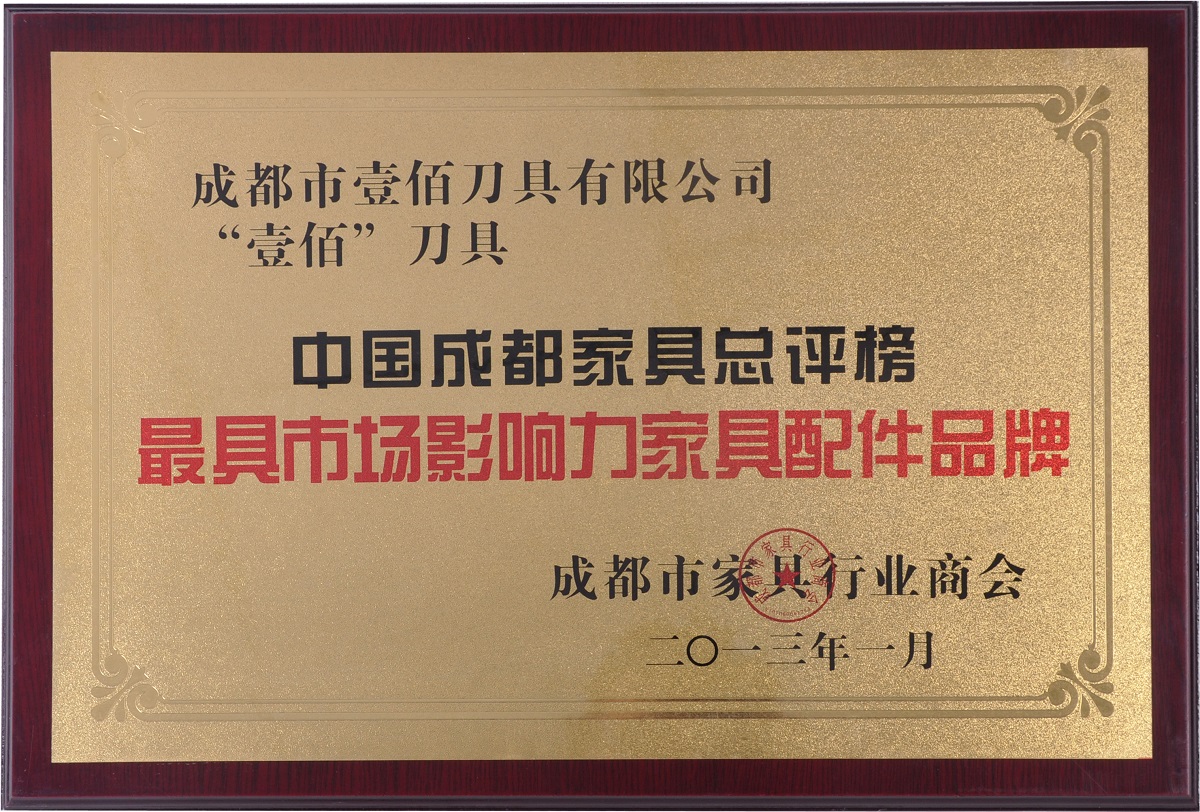 成都市壹佰刀具有限公司
“壹佰”刀具
中国成都家具总评榜
最具市场影响力家具配件品牌
成都市家具行业商会
二〇一三年一月